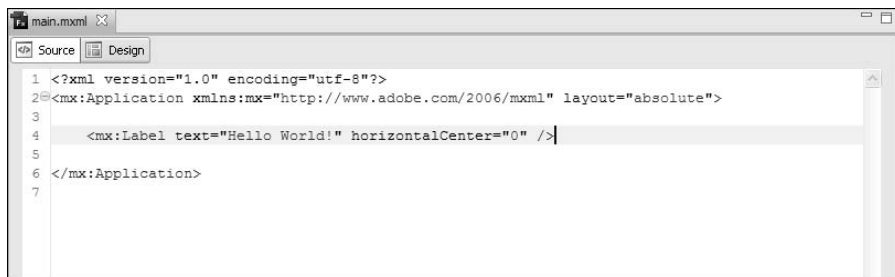 Fx main.mxml
Source Design
1 <?xml version="1.0" encoding="utf-8"?>
2 <mx:Application xmlns:mx="http://www.adobe.com/2006/mxml" layout="absolute">
3
4 <mx:Label text="Hello World!" horizontalCenter="0" />
5
6 </mx:Application>
7